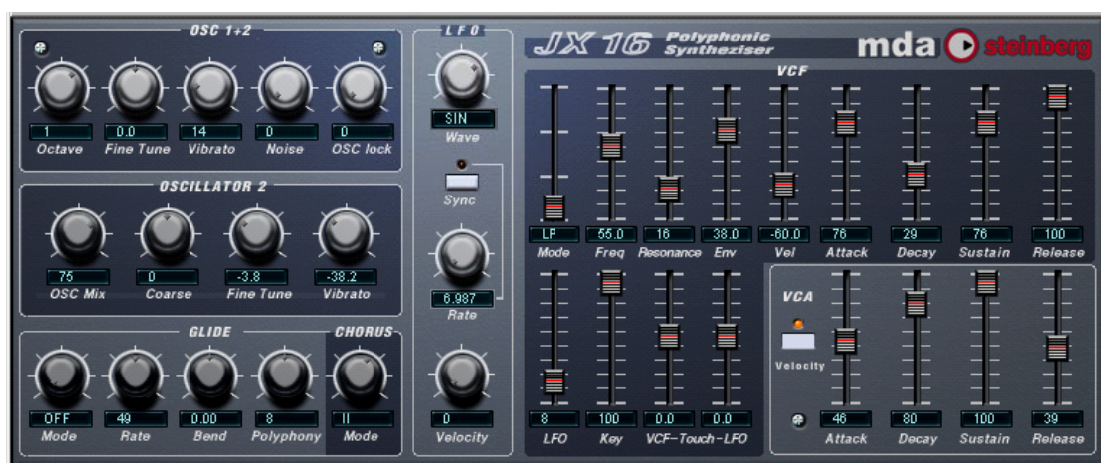 OSC 1+2
1 0.0 14 0 0
Octave Fine Tune Vibrato Noise OSC lock
OSCILLATOR 2
75 0 -3.8 -38.2
OSC Mix Coarse Fine Tune Vibrato
GLIDE CHORUS
OFF 49 0.00 8 II
Mode Rate Bend Polyphony Mode
LFO
SIN
Wave
Sync
6.987
Rate
0
Velocity
JX 16 Polyphonic Syntheziser
mda steinberg
VCF
LP 55.0 16 38.0 -60.0 76 29 76 100
Mode Freq Resonance Env Vel Attack Decay Sustain Release
8 100 0.0 0.0
LFO Key VCF-Touch-LFO
VCA
Velocity
46 80 100 39
Attack Decay Sustain Release